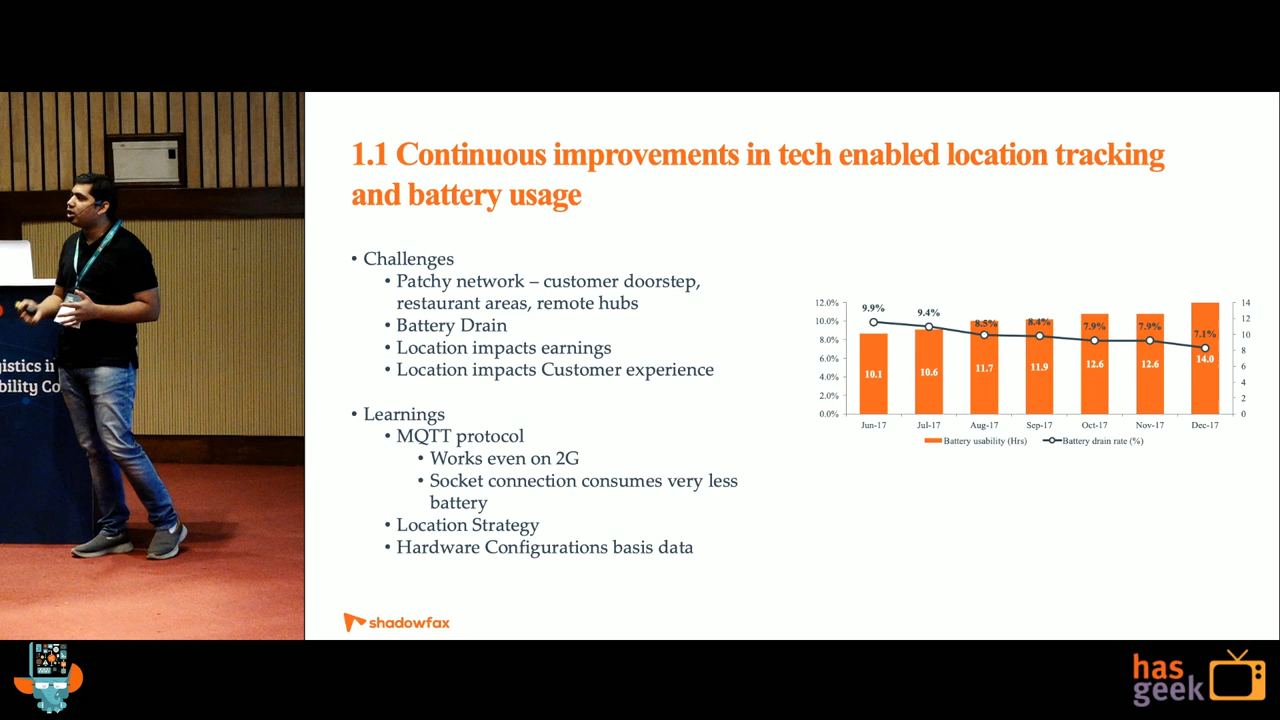 1.1 Continuous improvements in tech enabled location tracking
and battery usage
• Challenges
• Patchy network – customer doorstep,
restaurant areas, remote hubs
• Battery Drain
• Location impacts earnings
• Location impacts Customer experience
• Learnings
• MQTT protocol
• Works even on 2G
• Socket connection consumes very less
battery
• Location Strategy
• Hardware Configurations basis data
12.0%
10.0%
8.0%
6.0%
4.0%
2.0%
0.0%
9.9%
9.4%
8.5%
8.4%
7.9%
7.9%
7.1%
10.1
10.6
11.7
11.9
12.6
12.6
14.0
14
12
10
8
6
4
2
0
Jun-17 Jul-17 Aug-17 Sep-17 Oct-17 Nov-17 Dec-17
Battery usability (Hrs) Battery drain rate (%)
shadowfax
gistics in
bility Co
has
geek